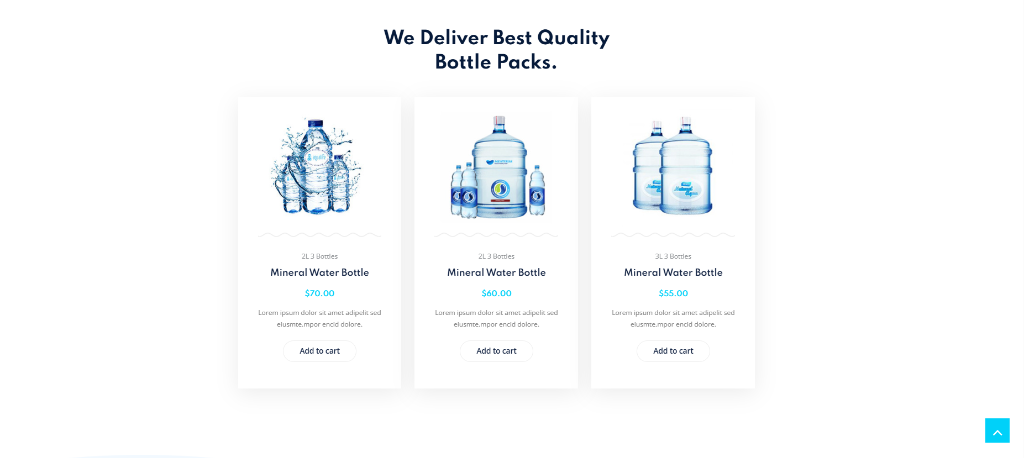 We Deliver Best Quality
Bottle Packs.
2L 3 Bottles
Mineral Water Bottle
$70.00
Lorem ipsum dolor sit amet adipelit sed
eiusmte.mpor encid dolore.
Add to cart
2L 3 Bottles
Mineral Water Bottle
$60.00
Lorem ipsum dolor sit amet adipelit sed
eiusmte.mpor encid dolore.
Add to cart
3L 3 Bottles
Mineral Water Bottle
$55.00
Lorem ipsum dolor sit amet adipelit sed
eiusmte.mpor encid dolore.
Add to cart